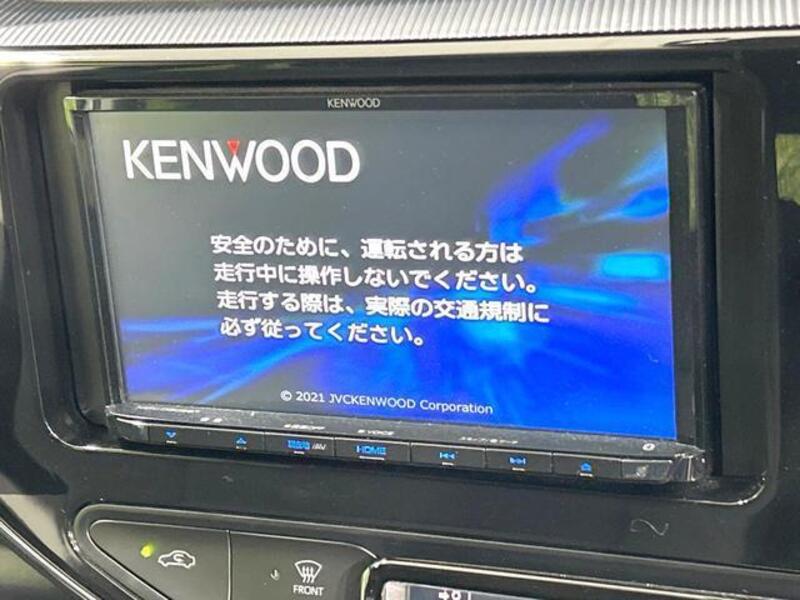 KENWOOD
KENWOOD
安全のために、運転される方は
走行中に操作しないでください。
走行する際は、実際の交通規制に
必ず従ってください。
© 2021 JVCKENWOOD Corporation
HOME
FRONT